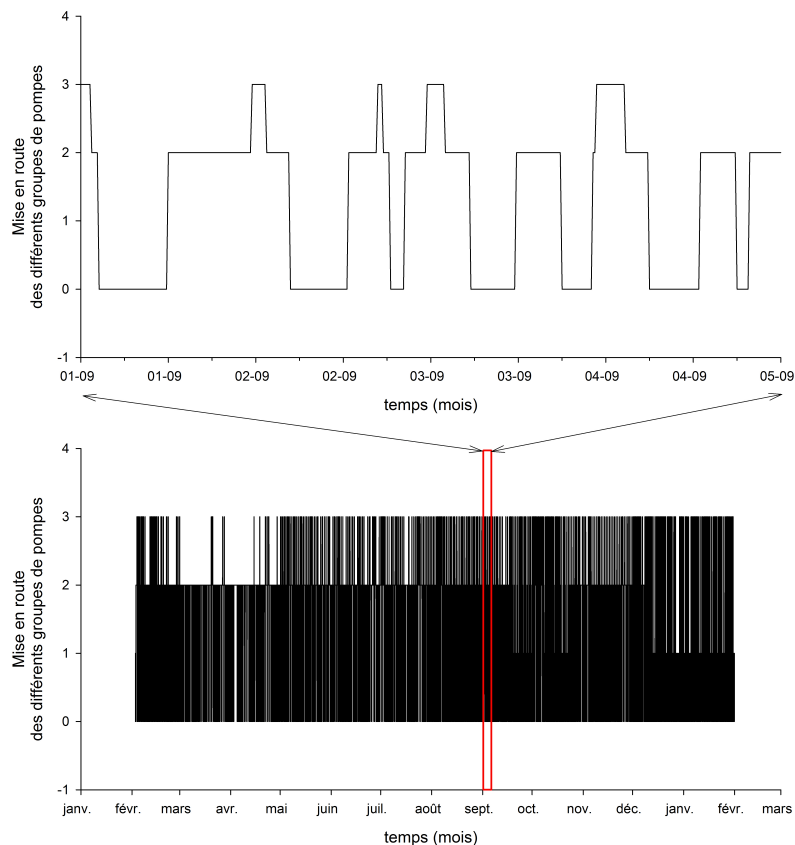 4
3
2
1
0
-1
Mise en route
des différents groupes de pompes
01-09 01-09 02-09 02-09 03-09 03-09 04-09 04-09 05-09
temps (mois)
4
3
2
1
0
-1
Mise en route
des différents groupes de pompes
janv. févr. mars avr. mai juin juil. août sept. oct. nov. déc. janv. févr. mars
temps (mois)